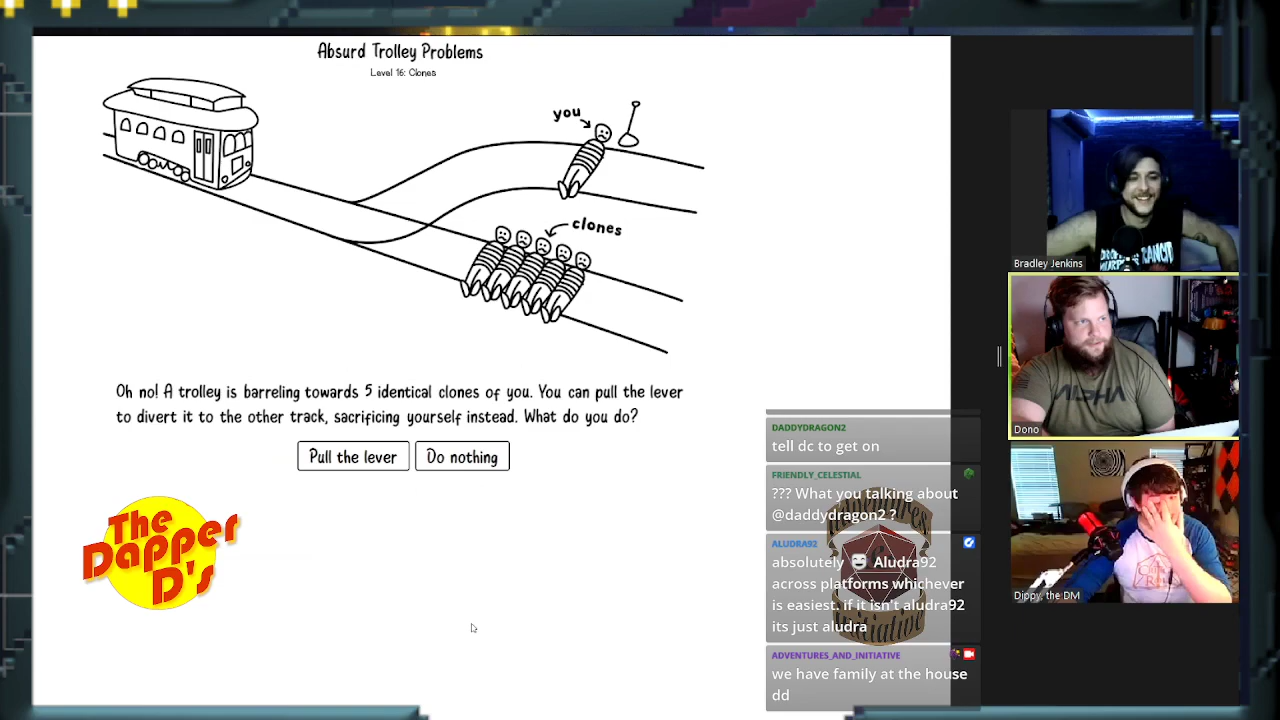 Absurd Trolley Problems
Level 16: Clones
you
clones
Oh no! A trolley is barreling towards 5 identical clones of you. You can pull the lever
to divert it to the other track, sacrificing yourself instead. What do you do?
Pull the lever
Do nothing
The
Dapper
D's
Bradley Jenkins
RANCID
ALPHA
Dono
Dippy, the DM
DADDYDRAGON2
tell dc to get on
FRIENDLY_CELESTIAL
??? What you talking about
@daddydragon2 ?
ALUDRA92
absolutely 😁 Aludra92
across platforms whichever
is easiest. if it isn't aludra92
its just aludra
ADVENTURES_AND_INITIATIVE
we have family at the house
dd
Initiative